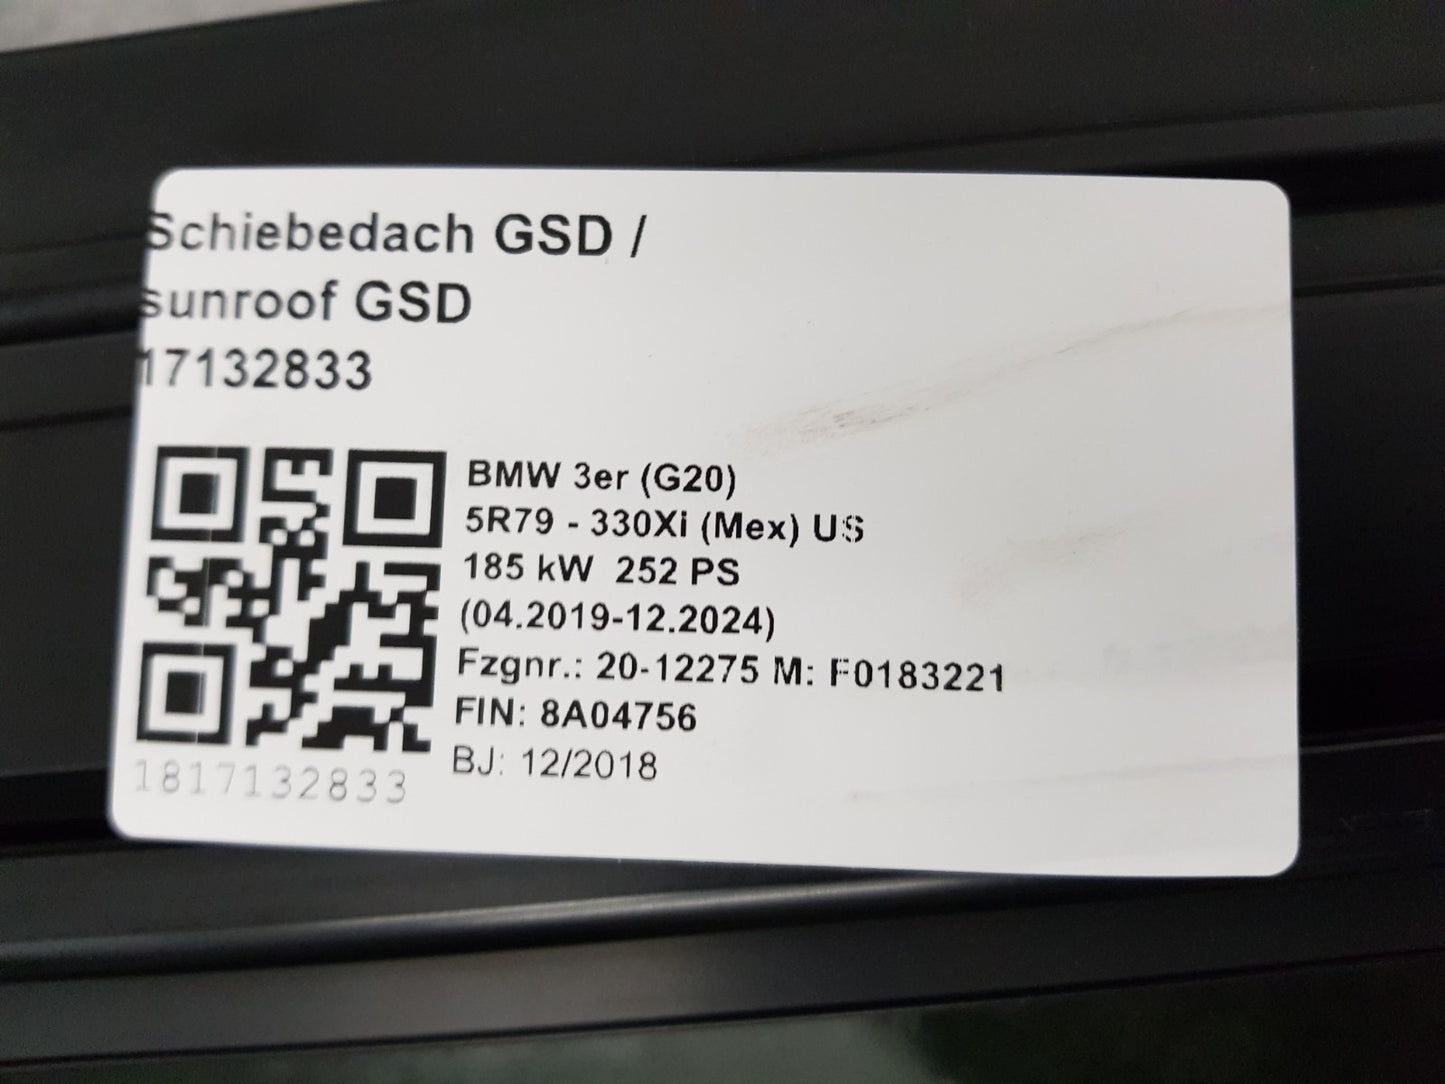 Schiebedach GSD /
sunroof GSD
17132833
BMW 3er (G20)
5R79 - 330Xi (Mex) US
185 kW 252 PS
(04.2019-12.2024)
Fzgnr.: 20-12275 M: F0183221
FIN: 8A04756
BJ: 12/2018
1817132833